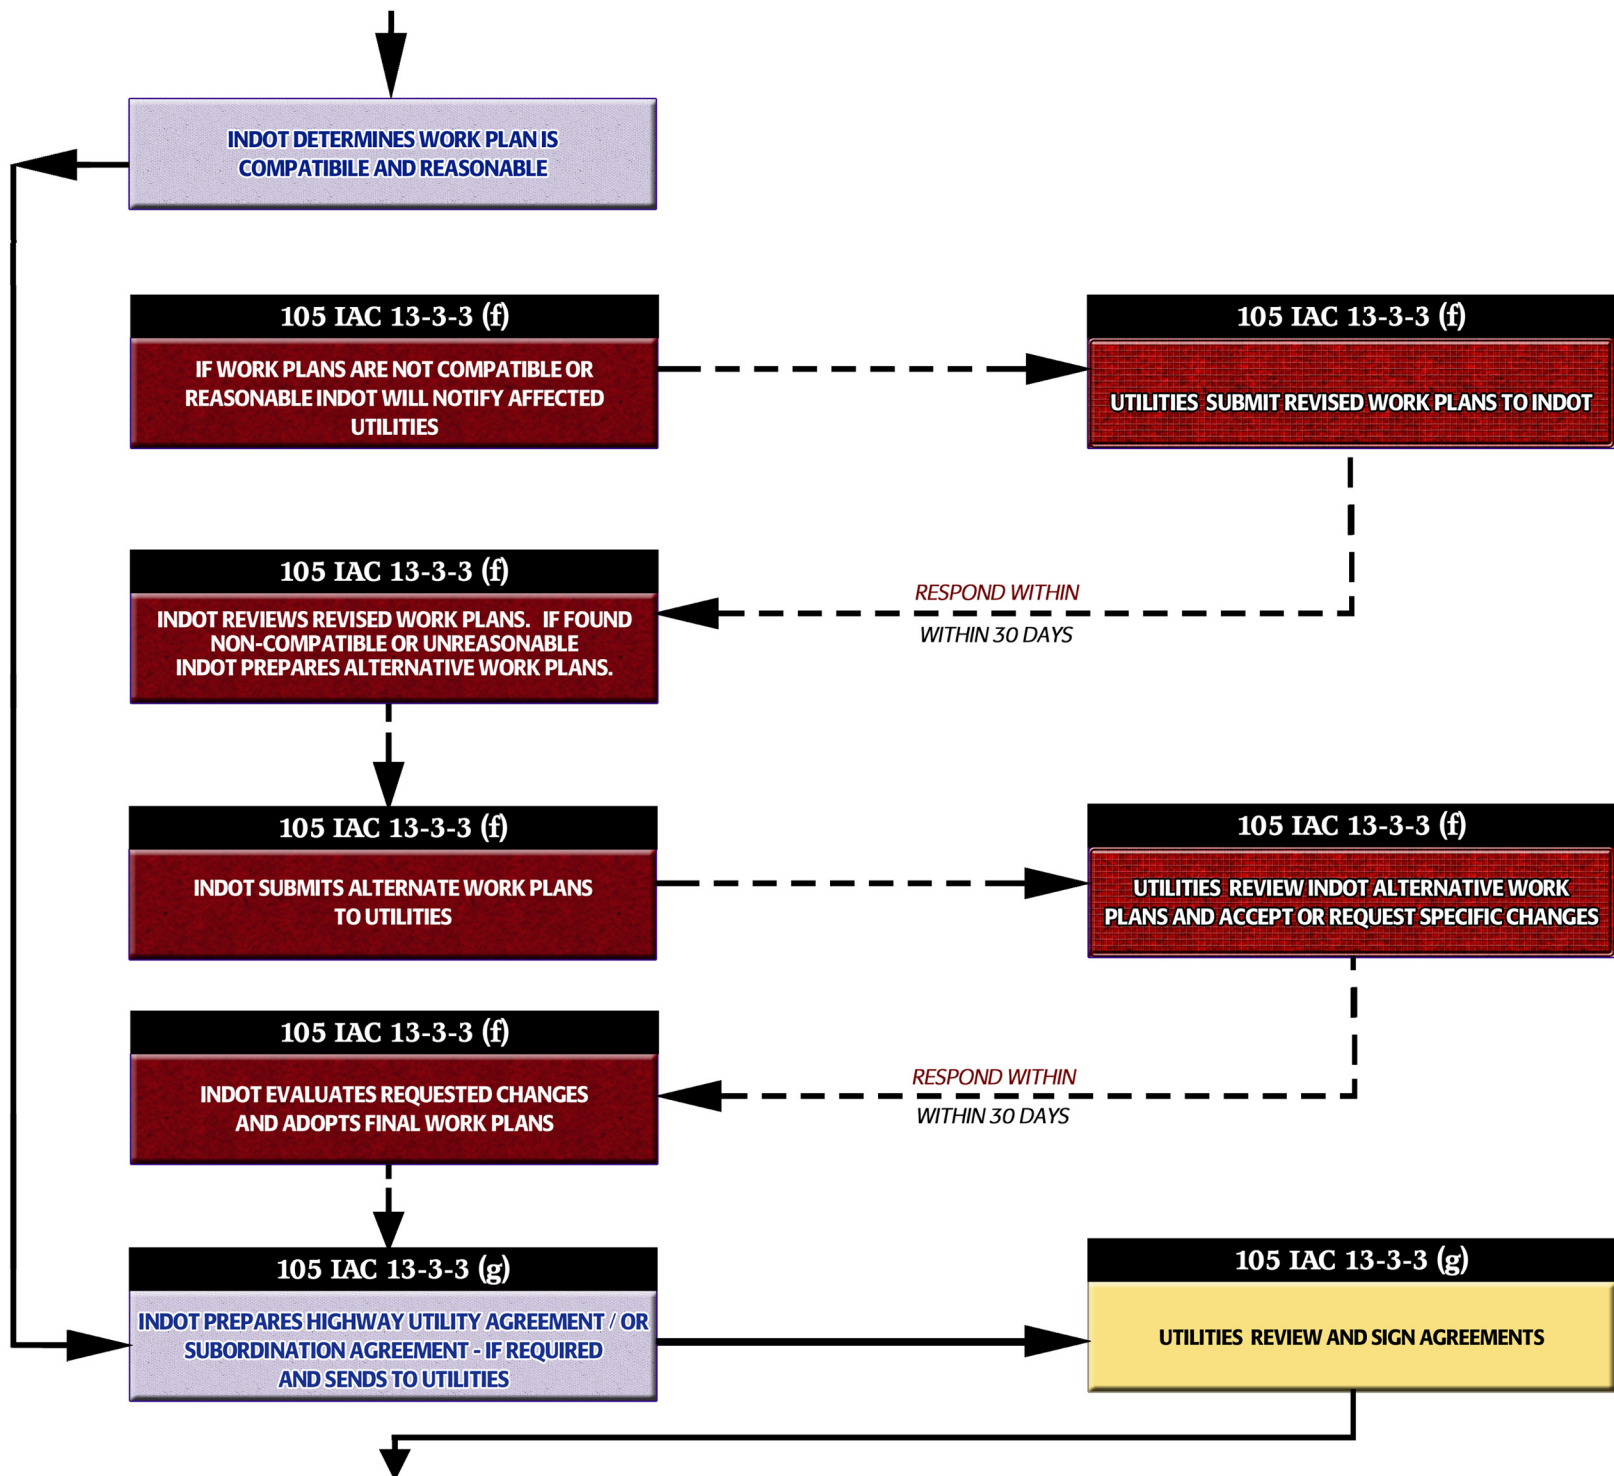 INDOT DETERMINES WORK PLAN IS
COMPATIBILE AND REASONABLE
105 IAC 13-3-3 (f)
IF WORK PLANS ARE NOT COMPATIBLE OR
REASONABLE INDOT WILL NOTIFY AFFECTED
UTILITIES
105 IAC 13-3-3 (f)
UTILITIES SUBMIT REVISED WORK PLANS TO INDOT
105 IAC 13-3-3 (f)
INDOT REVIEWS REVISED WORK PLANS. IF FOUND
NON-COMPATIBLE OR UNREASONABLE
INDOT PREPARES ALTERNATIVE WORK PLANS.
RESPOND WITHIN
WITHIN 30 DAYS
105 IAC 13-3-3 (f)
INDOT SUBMITS ALTERNATE WORK PLANS
TO UTILITIES
105 IAC 13-3-3 (f)
UTILITIES REVIEW INDOT ALTERNATIVE WORK
PLANS AND ACCEPT OR REQUEST SPECIFIC CHANGES
105 IAC 13-3-3 (f)
INDOT EVALUATES REQUESTED CHANGES
AND ADOPTS FINAL WORK PLANS
RESPOND WITHIN
WITHIN 30 DAYS
105 IAC 13-3-3 (g)
INDOT PREPARES HIGHWAY UTILITY AGREEMENT / OR
SUBORDINATION AGREEMENT - IF REQUIRED
AND SENDS TO UTILITIES
105 IAC 13-3-3 (g)
UTILITIES REVIEW AND SIGN AGREEMENTS